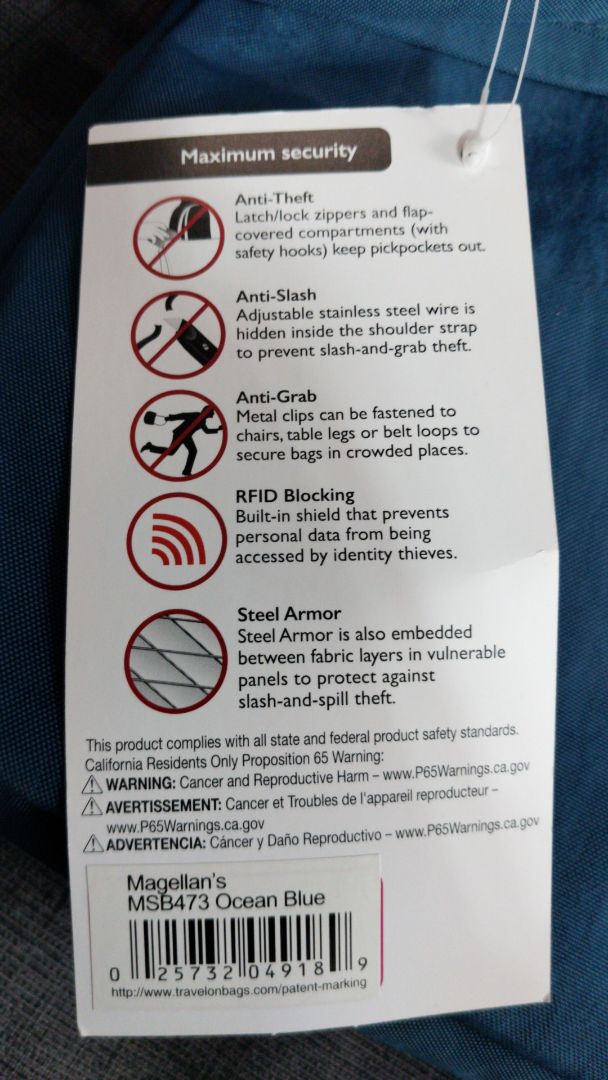 Maximum security
Anti-Theft
Latch/lock zippers and flap-
covered compartments (with
safety hooks) keep pickpockets out.
Anti-Slash
Adjustable stainless steel wire is
hidden inside the shoulder strap
to prevent slash-and-grab theft.
Anti-Grab
Metal clips can be fastened to
chairs, table legs or belt loops to
secure bags in crowded places.
RFID Blocking
Built-in shield that prevents
personal data from being
accessed by identity thieves.
Steel Armor
Steel Armor is also embedded
between fabric layers in vulnerable
panels to protect against
slash-and-spill theft.
This product complies with all state and federal product safety standards.
California Residents Only Proposition 65 Warning:
⚠ WARNING: Cancer and Reproductive Harm – www.P65Warnings.ca.gov
⚠ AVERTISSEMENT: Cancer et Troubles de l'appareil reproducteur –
www.P65Warnings.ca.gov
⚠ ADVERTENCIA: Cáncer y Daño Reproductivo – www.P65Warnings.ca.gov
Magellan's
MSB473 Ocean Blue
0 25732 04918 9
http://www.travelonbags.com/patent-marking